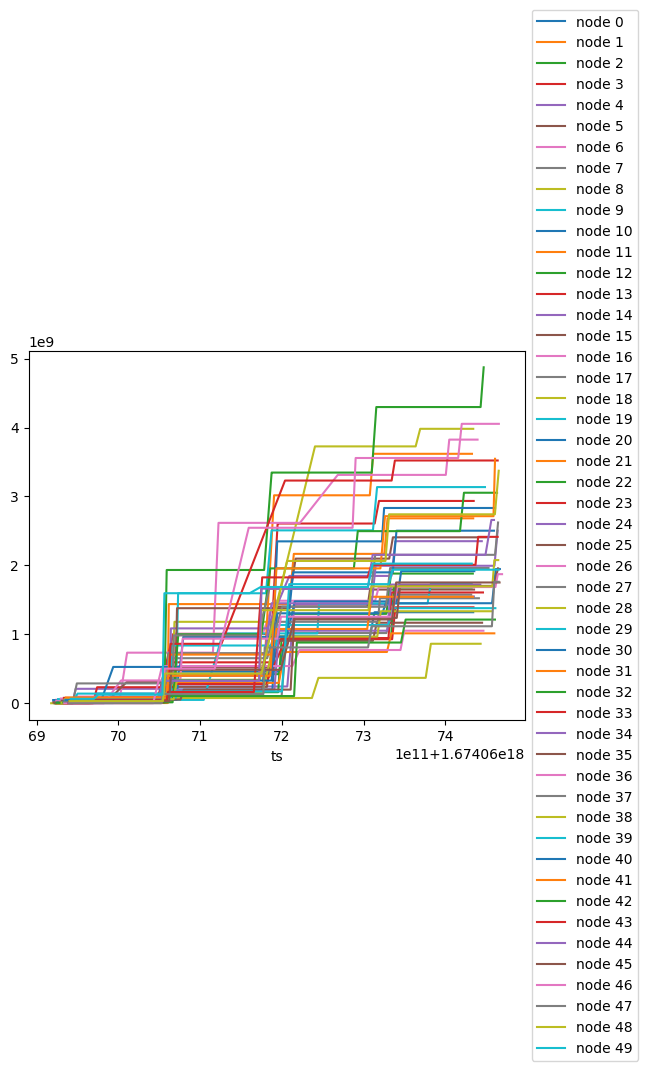 1e9
5
4
3
2
1
0
69 70 71 72 73 74
1e11+1.67406e18
ts
node 0
node 1
node 2
node 3
node 4
node 5
node 6
node 7
node 8
node 9
node 10
node 11
node 12
node 13
node 14
node 15
node 16
node 17
node 18
node 19
node 20
node 21
node 22
node 23
node 24
node 25
node 26
node 27
node 28
node 29
node 30
node 31
node 32
node 33
node 34
node 35
node 36
node 37
node 38
node 39
node 40
node 41
node 42
node 43
node 44
node 45
node 46
node 47
node 48
node 49